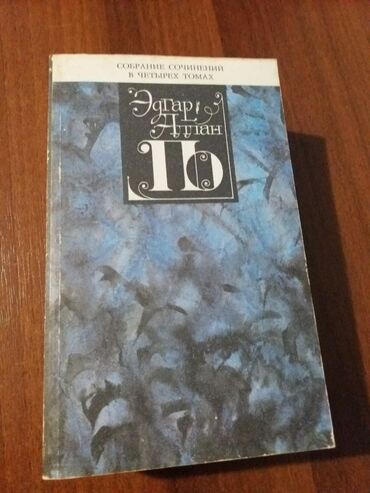 СОБРАНИЕ СОЧИНЕНИЙ
В ЧЕТЫРЕХ ТОМАХ
Эдгар
Аллан
ПО